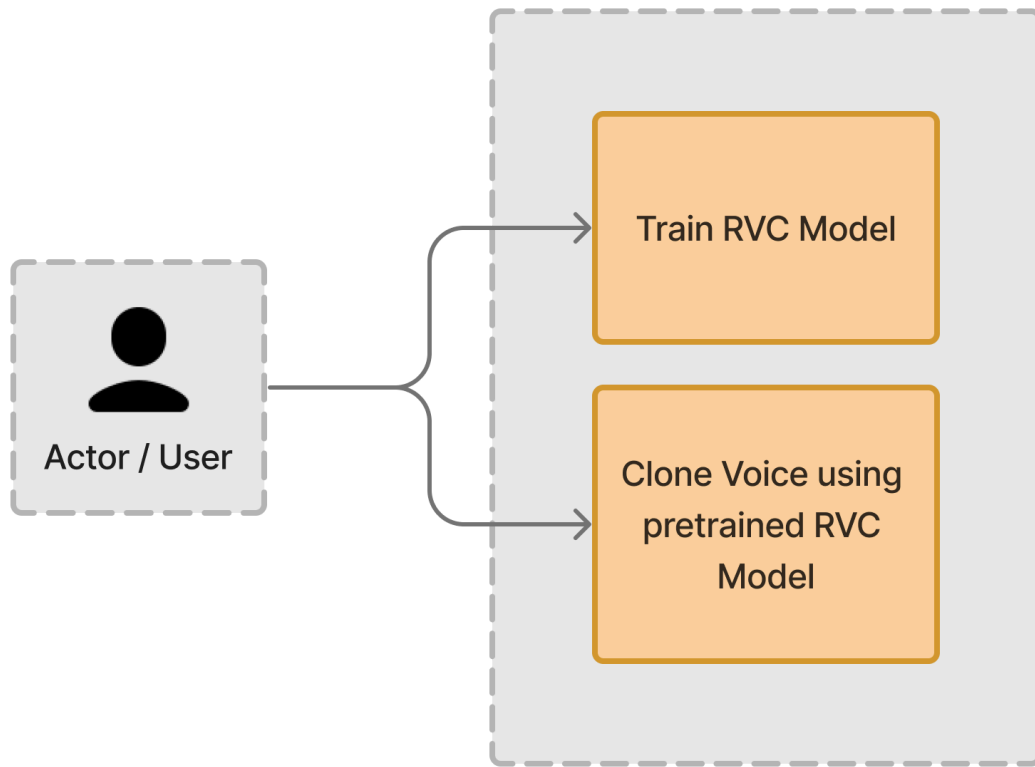 Train RVC Model
Actor / User
Clone Voice using
pretrained RVC
Model